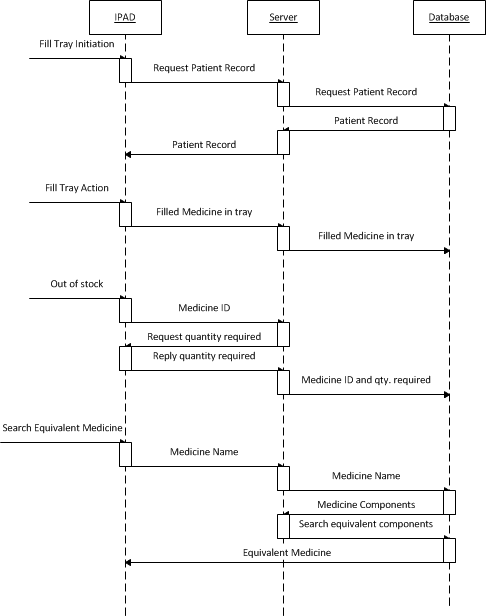 IPAD
Server
Database
Fill Tray Initiation
Request Patient Record
Request Patient Record
Patient Record
Patient Record
Fill Tray Action
Filled Medicine in tray
Filled Medicine in tray
Out of stock
Medicine ID
Request quantity required
Reply quantity required
Medicine ID and qty. required
Search Equivalent Medicine
Medicine Name
Medicine Name
Medicine Components
Search equivalent components
Equivalent Medicine